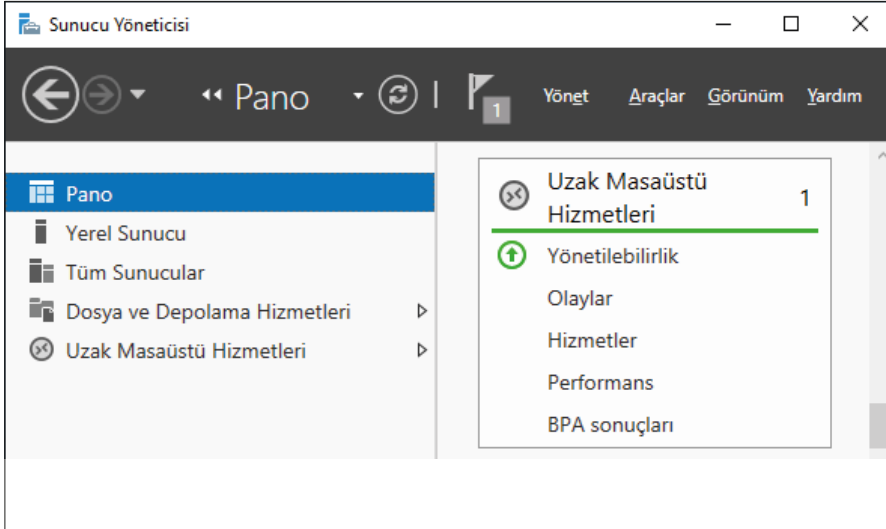 Sunucu Yöneticisi
Pano
1
Yönet
Araçlar
Görünüm
Yardım
Pano
Yerel Sunucu
Tüm Sunucular
Dosya ve Depolama Hizmetleri
Uzak Masaüstü Hizmetleri
Uzak Masaüstü
Hizmetleri
1
Yönetilebilirlik
Olaylar
Hizmetler
Performans
BPA sonuçları